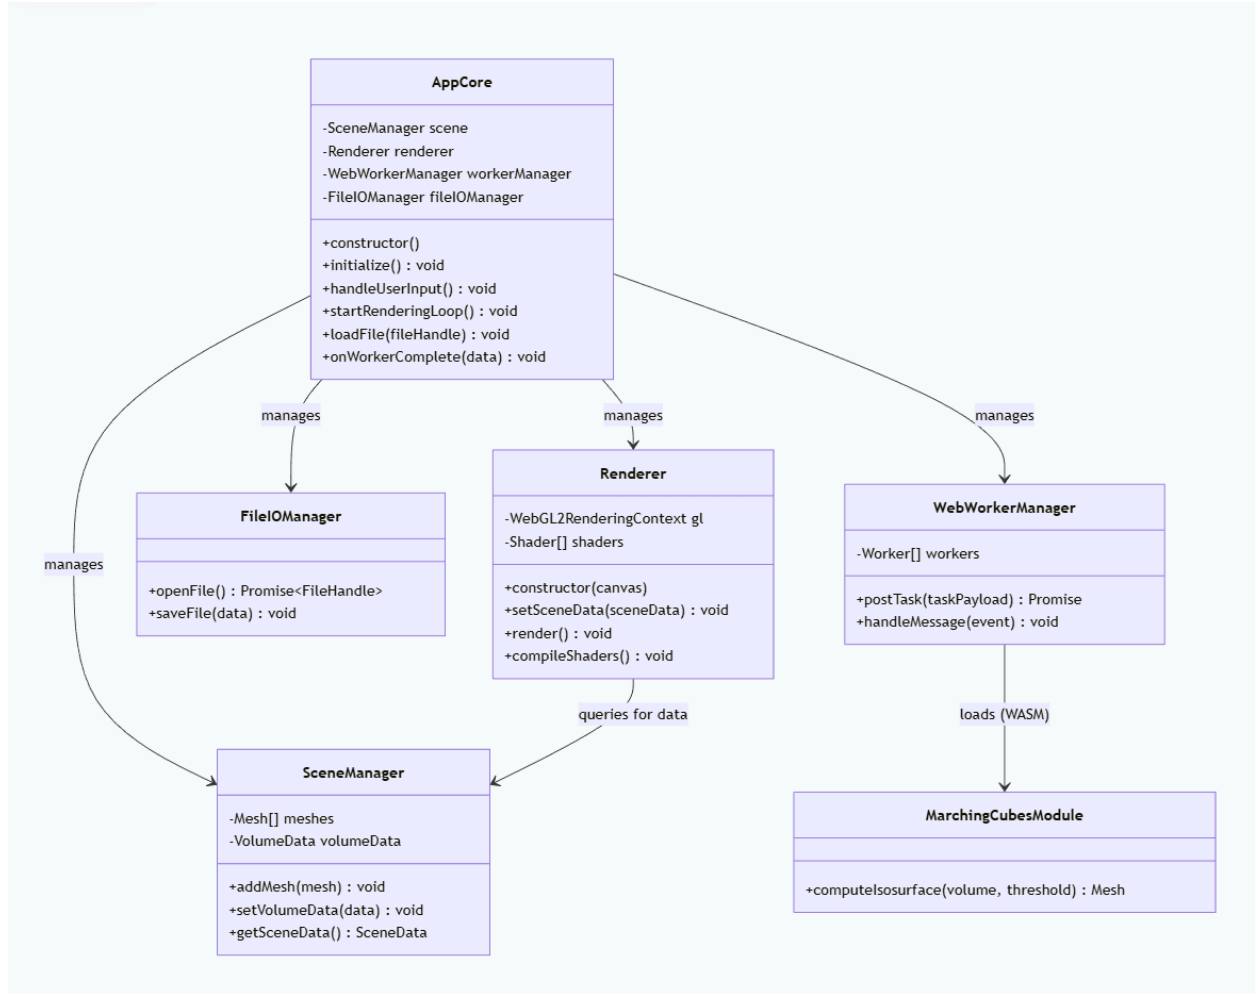 AppCore
-SceneManager scene
-Renderer renderer
-WebWorkerManager workerManager
-FileIOManager fileIOManager
+constructor()
+initialize() : void
+handleUserInput() : void
+startRenderingLoop() : void
+loadFile(fileHandle) : void
+onWorkerComplete(data) : void
manages
manages
manages
manages
FileIOManager
+openFile() : Promise<FileHandle>
+saveFile(data) : void
Renderer
-WebGL2RenderingContext gl
-Shader[] shaders
+constructor(canvas)
+setSceneData(sceneData) : void
+render() : void
+compileShaders() : void
WebWorkerManager
-Worker[] workers
+postTask(taskPayload) : Promise
+handleMessage(event) : void
queries for data
loads (WASM)
SceneManager
-Mesh[] meshes
-VolumeData volumeData
+addMesh(mesh) : void
+setVolumeData(data) : void
+getSceneData() : SceneData
MarchingCubesModule
+computeIsosurface(volume, threshold) : Mesh